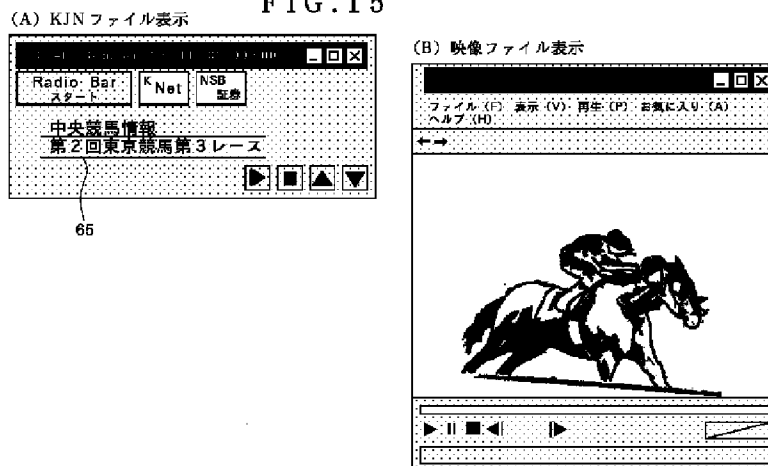 FIG.15
(A) KJNファイル表示
Radio Bar
スタート
K Net
NSB
証券
中央競馬情報
第2回東京競馬第3レース
65
(B) 映像ファイル表示
ファイル (F) 表示 (V) 再生 (P) お気に入り (A)
ヘルプ (H)